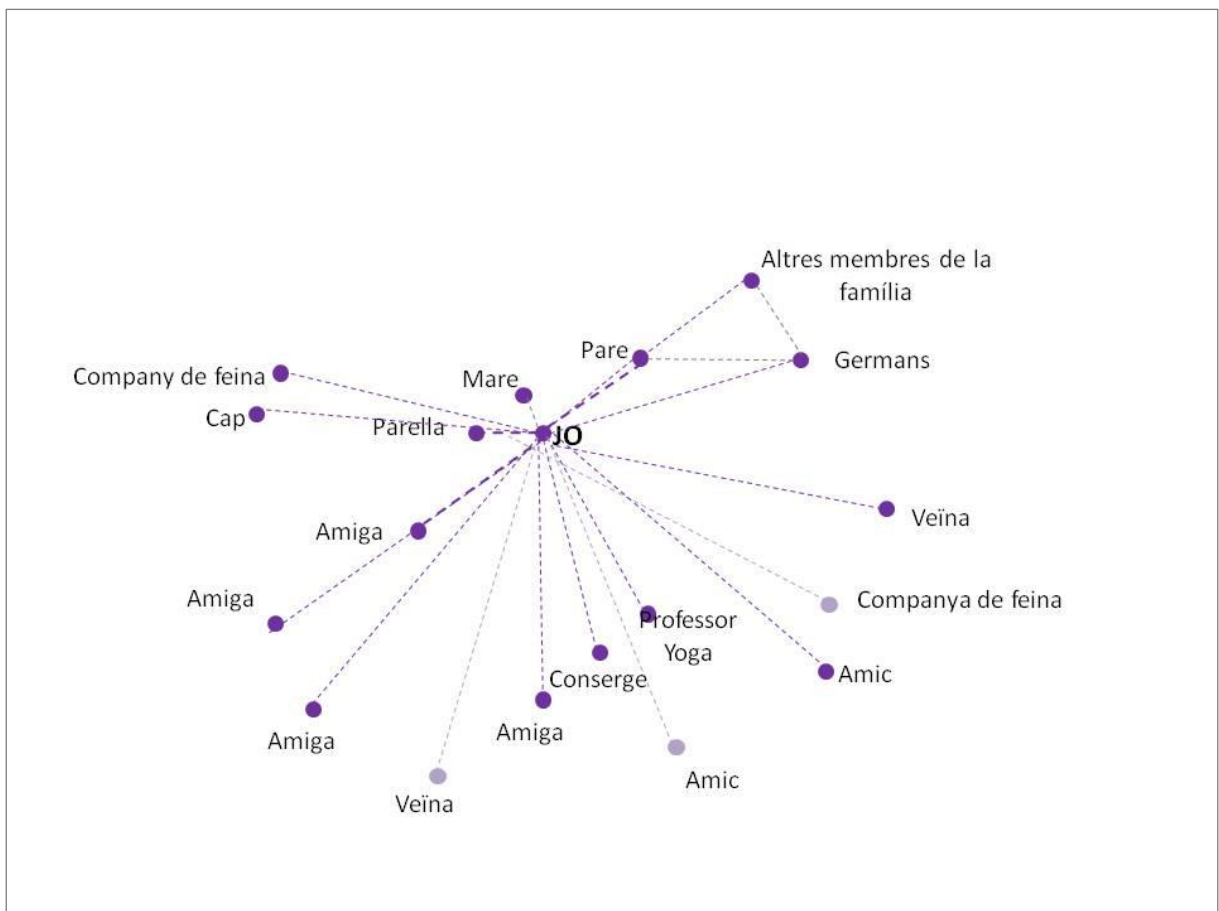 Altres membres de la
família
Pare
Germans
Company de feina
Mare
Cap
Parella
JO
Veïna
Amiga
Amiga
Companya de feina
Professor
Yoga
Conserge
Amic
Amiga
Amiga
Amic
Veïna